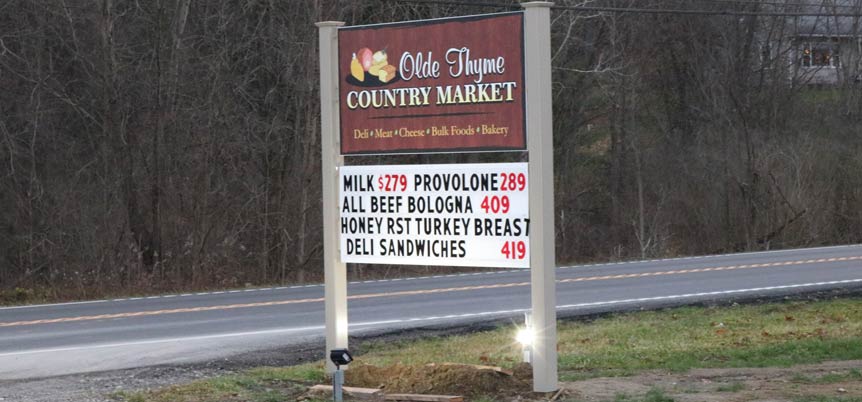 Olde Thyme
COUNTRY MARKET
Deli • Meat • Cheese • Bulk Foods • Bakery
MILK $279 PROVOLONE 289
ALL BEEF BOLOGNA 409
HONEY RST TURKEY BREAST
DELI SANDWICHES 419